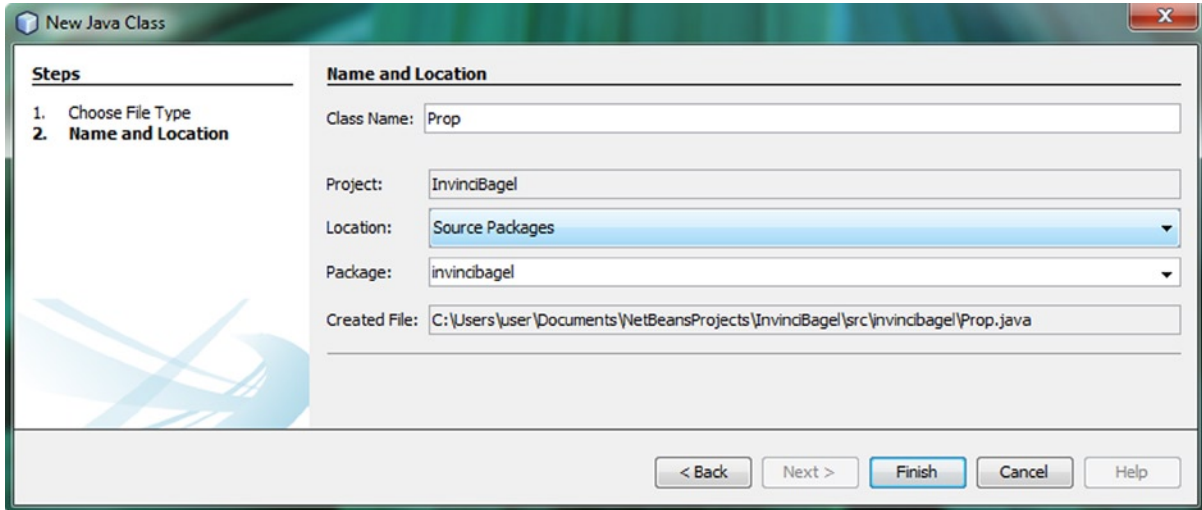 New Java Class
Steps
1. Choose File Type
2. Name and Location
Name and Location
Class Name: Prop
Project: InvinciBagel
Location: Source Packages
Package: invincibagel
Created File: C:\Users\user\Documents\NetBeansProjects\InvinciBagel\src\invincibagel\Prop.java
< Back Next > Finish Cancel Help